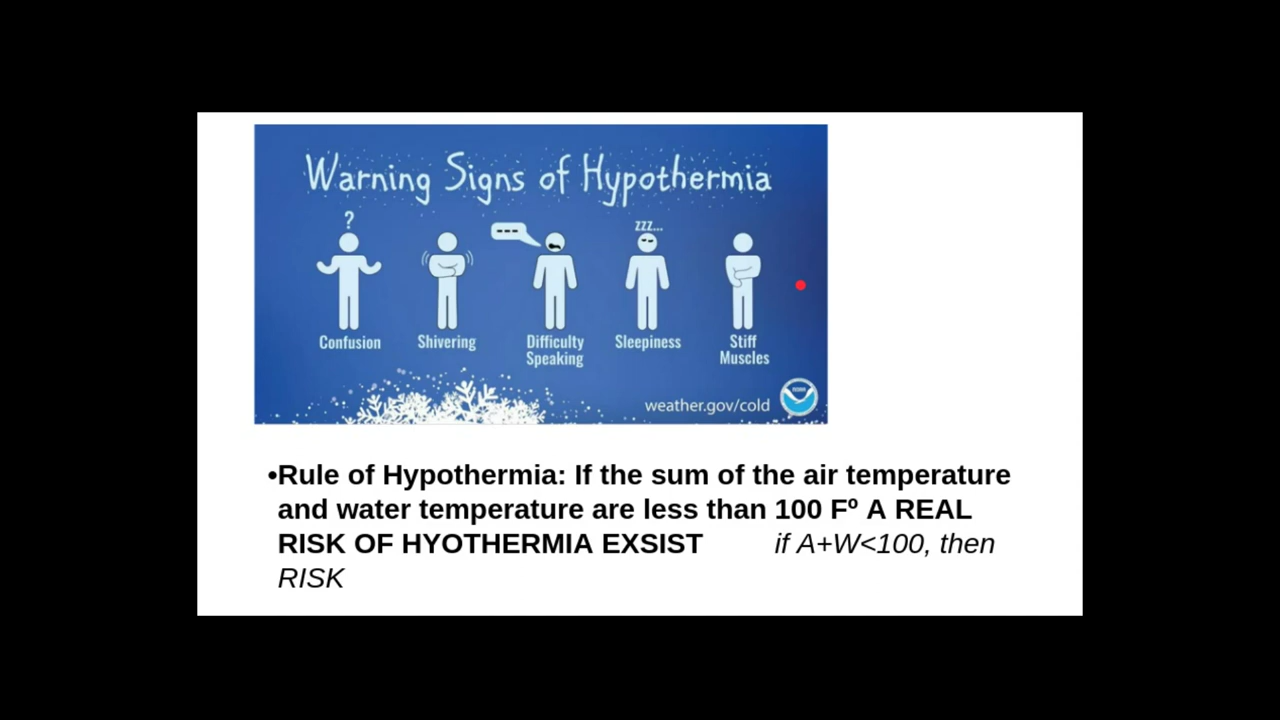 Warning Signs of Hypothermia
?
---
zzz...
Confusion
Shivering
Difficulty
Speaking
Sleepiness
Stiff
Muscles
weather.gov/cold
NOAA
•Rule of Hypothermia: If the sum of the air temperature
and water temperature are less than 100 Fº A REAL
RISK OF HYOTHERMIA EXSIST if A+W<100, then
RISK